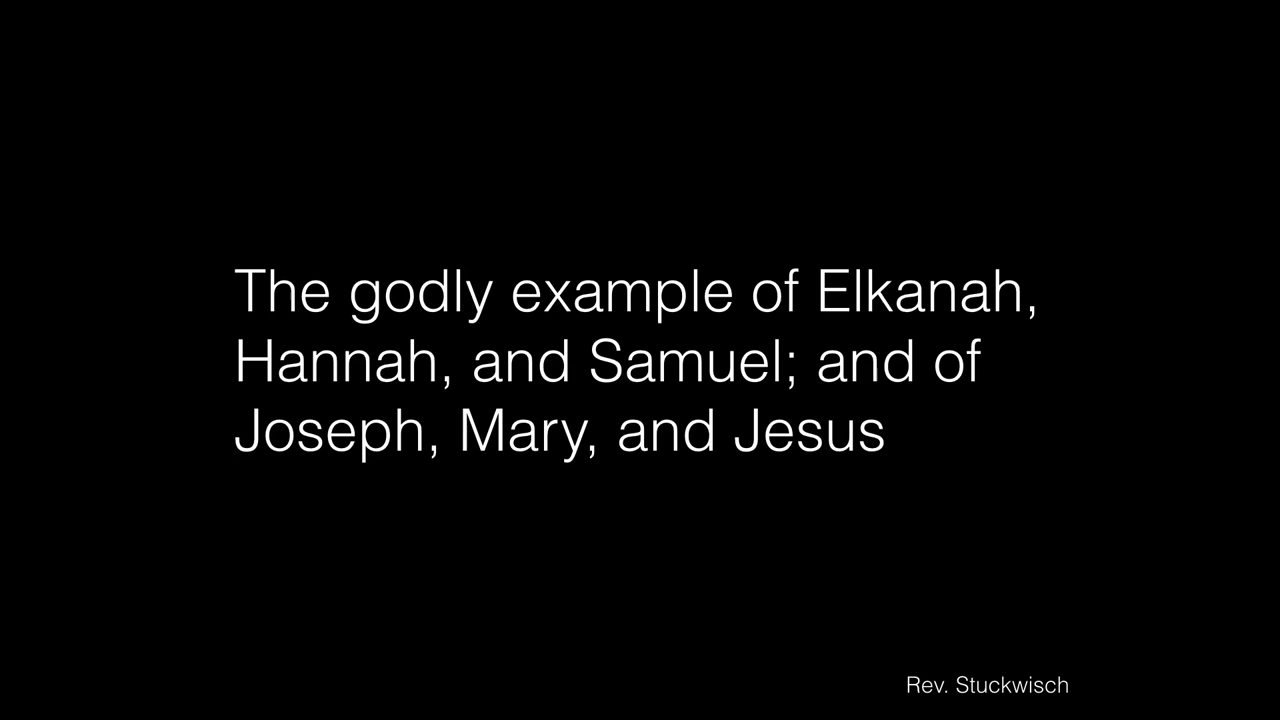 The godly example of Elkanah,
Hannah, and Samuel; and of
Joseph, Mary, and Jesus
Rev. Stuckwisch